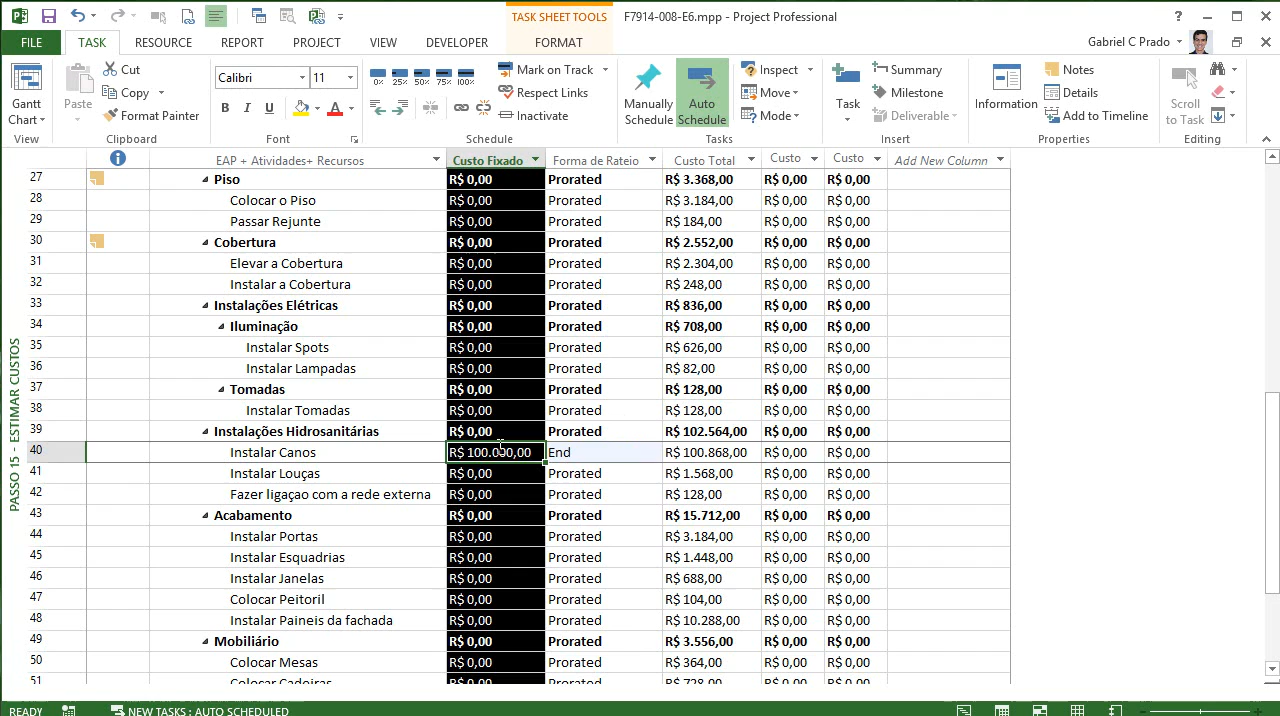 TASK SHEET TOOLS
F7914-008-E6.mpp - Project Professional
FILE
TASK
RESOURCE
REPORT
PROJECT
VIEW
DEVELOPER
FORMAT
Gabriel C Prado
Gantt Chart
Paste
Cut
Copy
Format Painter
Calibri
11
B I U A
0% 25% 50% 75% 100%
Mark on Track
Respect Links
Inactivate
Manually Schedule
Auto Schedule
Inspect
Move
Mode
Task
Summary
Milestone
Deliverable
Information
Notes
Details
Add to Timeline
Scroll to Task
View
Clipboard
Font
Schedule
Tasks
Insert
Properties
Editing
EAP + Atividades+ Recursos Custo Fixado Forma de Rateio Custo Total Custo Custo Add New Column
27 Piso R$ 0,00 Prorated R$ 3.368,00 R$ 0,00 R$ 0,00
28 Colocar o Piso R$ 0,00 Prorated R$ 3.184,00 R$ 0,00 R$ 0,00
29 Passar Rejunte R$ 0,00 Prorated R$ 184,00 R$ 0,00 R$ 0,00
30 Cobertura R$ 0,00 Prorated R$ 2.552,00 R$ 0,00 R$ 0,00
31 Elevar a Cobertura R$ 0,00 Prorated R$ 2.304,00 R$ 0,00 R$ 0,00
32 Instalar a Cobertura R$ 0,00 Prorated R$ 248,00 R$ 0,00 R$ 0,00
33 Instalações Elétricas R$ 0,00 Prorated R$ 836,00 R$ 0,00 R$ 0,00
34 Iluminação R$ 0,00 Prorated R$ 708,00 R$ 0,00 R$ 0,00
35 Instalar Spots R$ 0,00 Prorated R$ 626,00 R$ 0,00 R$ 0,00
36 Instalar Lampadas R$ 0,00 Prorated R$ 82,00 R$ 0,00 R$ 0,00
37 Tomadas R$ 0,00 Prorated R$ 128,00 R$ 0,00 R$ 0,00
38 Instalar Tomadas R$ 0,00 Prorated R$ 128,00 R$ 0,00 R$ 0,00
39 Instalações Hidrosanitárias R$ 0,00 Prorated R$ 102.564,00 R$ 0,00 R$ 0,00
40 Instalar Canos R$ 100.000,00 End R$ 100.868,00 R$ 0,00 R$ 0,00
41 Instalar Louças R$ 0,00 Prorated R$ 1.568,00 R$ 0,00 R$ 0,00
42 Fazer ligaçao com a rede externa R$ 0,00 Prorated R$ 128,00 R$ 0,00 R$ 0,00
43 Acabamento R$ 0,00 Prorated R$ 15.712,00 R$ 0,00 R$ 0,00
44 Instalar Portas R$ 0,00 Prorated R$ 3.184,00 R$ 0,00 R$ 0,00
45 Instalar Esquadrias R$ 0,00 Prorated R$ 1.448,00 R$ 0,00 R$ 0,00
46 Instalar Janelas R$ 0,00 Prorated R$ 688,00 R$ 0,00 R$ 0,00
47 Colocar Peitoril R$ 0,00 Prorated R$ 104,00 R$ 0,00 R$ 0,00
48 Instalar Paineis da fachada R$ 0,00 Prorated R$ 10.288,00 R$ 0,00 R$ 0,00
49 Mobiliário R$ 0,00 Prorated R$ 3.556,00 R$ 0,00 R$ 0,00
50 Colocar Mesas R$ 0,00 Prorated R$ 364,00 R$ 0,00 R$ 0,00
51 Colocar Cadeiras R$ 0,00 Prorated R$ 728,00 R$ 0,00 R$ 0,00
PASSO 15 - ESTIMAR CUSTOS
READY
NEW TASKS : AUTO SCHEDULED